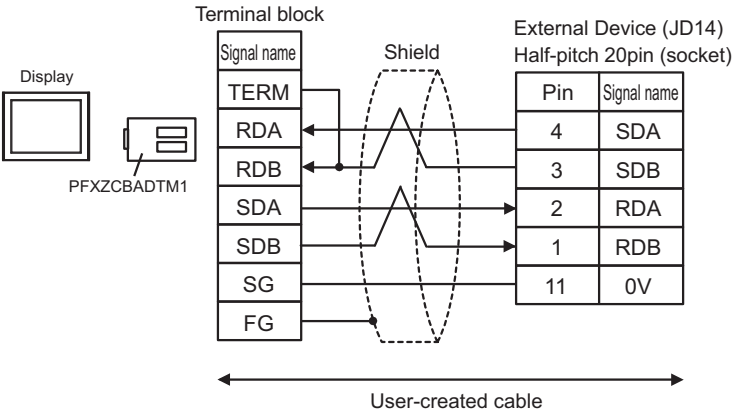 Terminal block
External Device (JD14)
Half-pitch 20pin (socket)
Shield
Display
PFXZCBADTM1
Signal name
TERM
RDA
RDB
SDA
SDB
SG
FG
Pin Signal name
4 SDA
3 SDB
2 RDA
1 RDB
11 0V
User-created cable